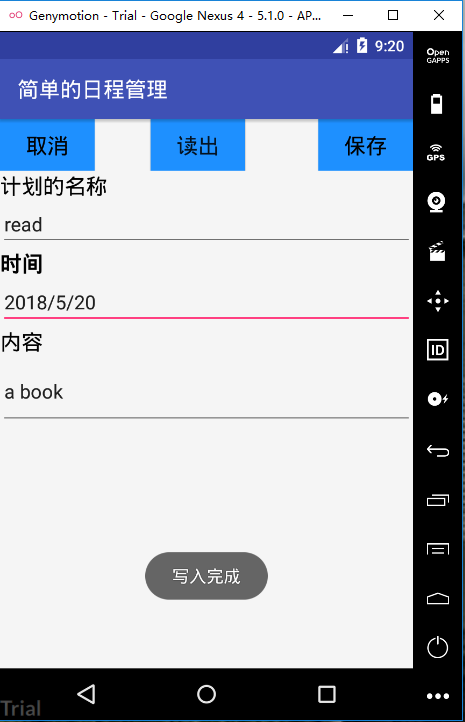 Genymotion - Trial - Google Nexus 4 - 5.1.0 - AP...
Open
GAPPS
9:20
简单的日程管理
取消 读出 保存
GPS
计划的名称
read
时间
2018/5/20
ID
内容
a book
写入完成
Trial